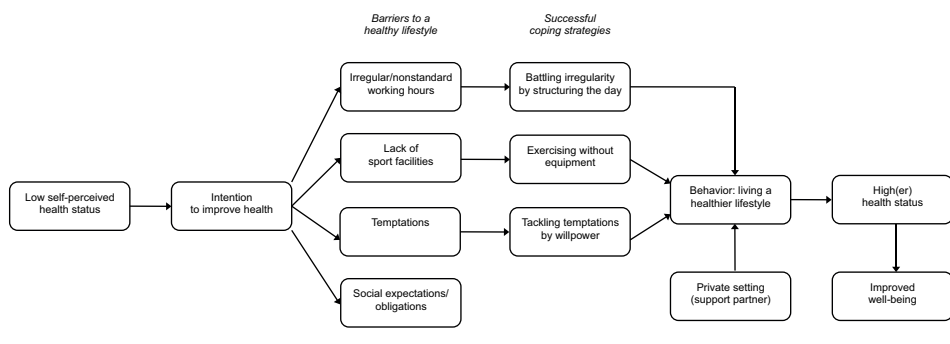 Barriers to a
healthy lifestyle
Successful
coping strategies
Irregular/nonstandard
working hours
Battling irregularity
by structuring the day
Lack of
sport facilities
Exercising without
equipment
Low self-perceived
health status
Intention
to improve health
Behavior: living a
healthier lifestyle
High(er)
health status
Temptations
Tackling temptations
by willpower
Social expectations/
obligations
Private setting
(support partner)
Improved
well-being